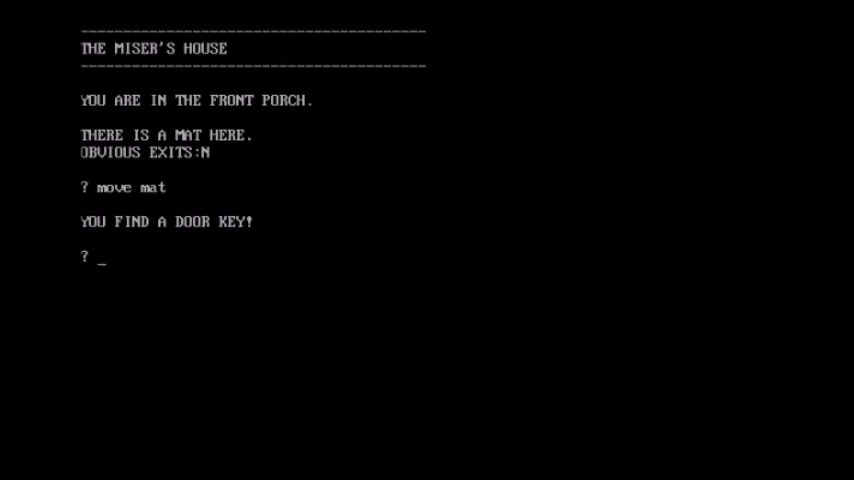 ----------------------------------------
THE MISER'S HOUSE
----------------------------------------
YOU ARE IN THE FRONT PORCH.
THERE IS A MAT HERE.
OBVIOUS EXITS:N
? move mat
YOU FIND A DOOR KEY!
? _